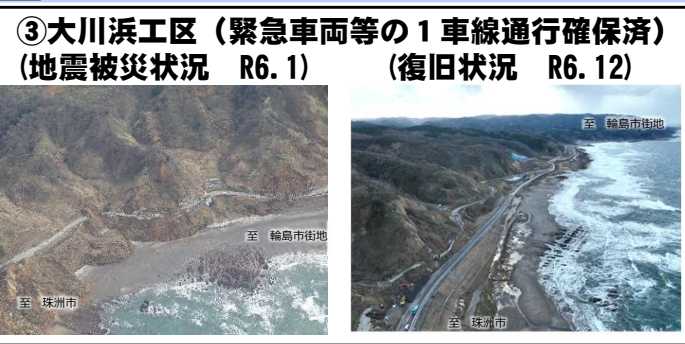 ③大川浜工区（緊急車両等の１車線通行確保済）
(地震被災状況　R6.1)
(復旧状況　R6.12)
至　輪島市街地
至　珠洲市
至　輪島市街地
至　珠洲市